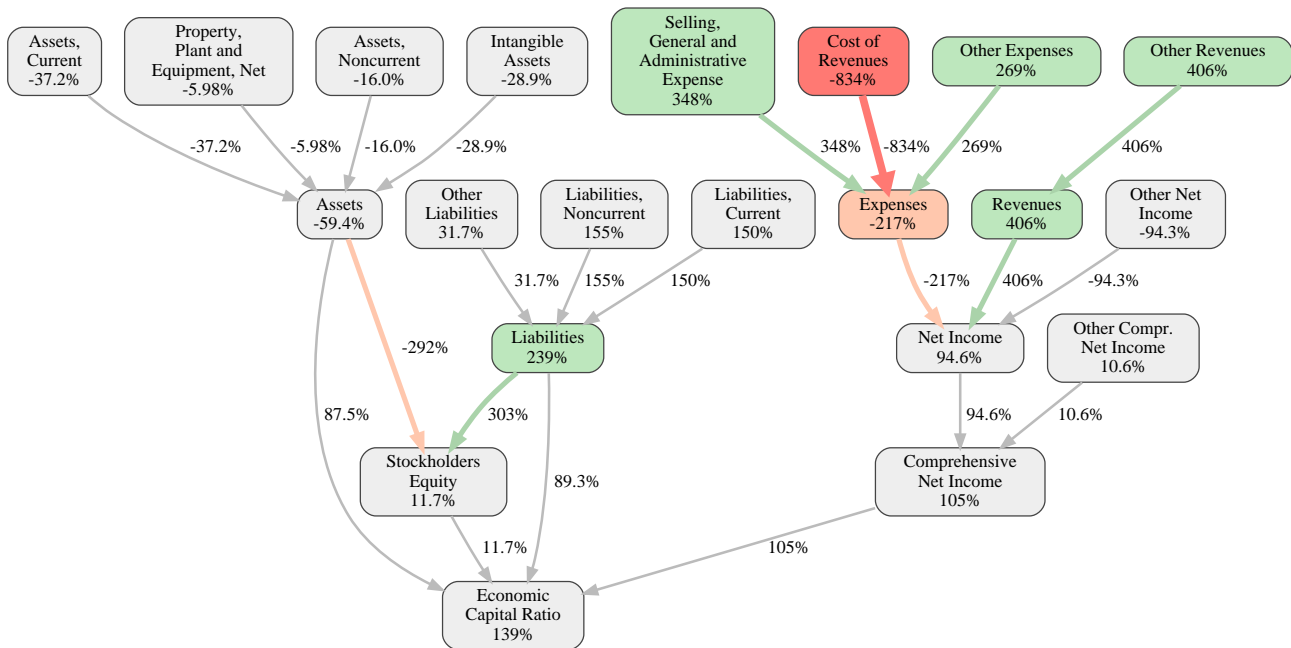 Assets,
Current
-37.2%
Property,
Plant and
Equipment, Net
-5.98%
Assets,
Noncurrent
-16.0%
Intangible
Assets
-28.9%
Selling,
General and
Administrative
Expense
348%
Cost of
Revenues
-834%
Other Expenses
269%
Other Revenues
406%
-37.2%
-5.98%
-16.0%
-28.9%
348%
-834%
269%
406%
Assets
-59.4%
Other
Liabilities
31.7%
Liabilities,
Noncurrent
155%
Liabilities,
Current
150%
Expenses
-217%
Revenues
406%
Other Net
Income
-94.3%
31.7%
155%
150%
-217%
406%
-94.3%
-292%
Liabilities
239%
Net Income
94.6%
Other Compr.
Net Income
10.6%
87.5%
303%
94.6%
10.6%
Stockholders
Equity
11.7%
89.3%
Comprehensive
Net Income
105%
11.7%
105%
Economic
Capital Ratio
139%